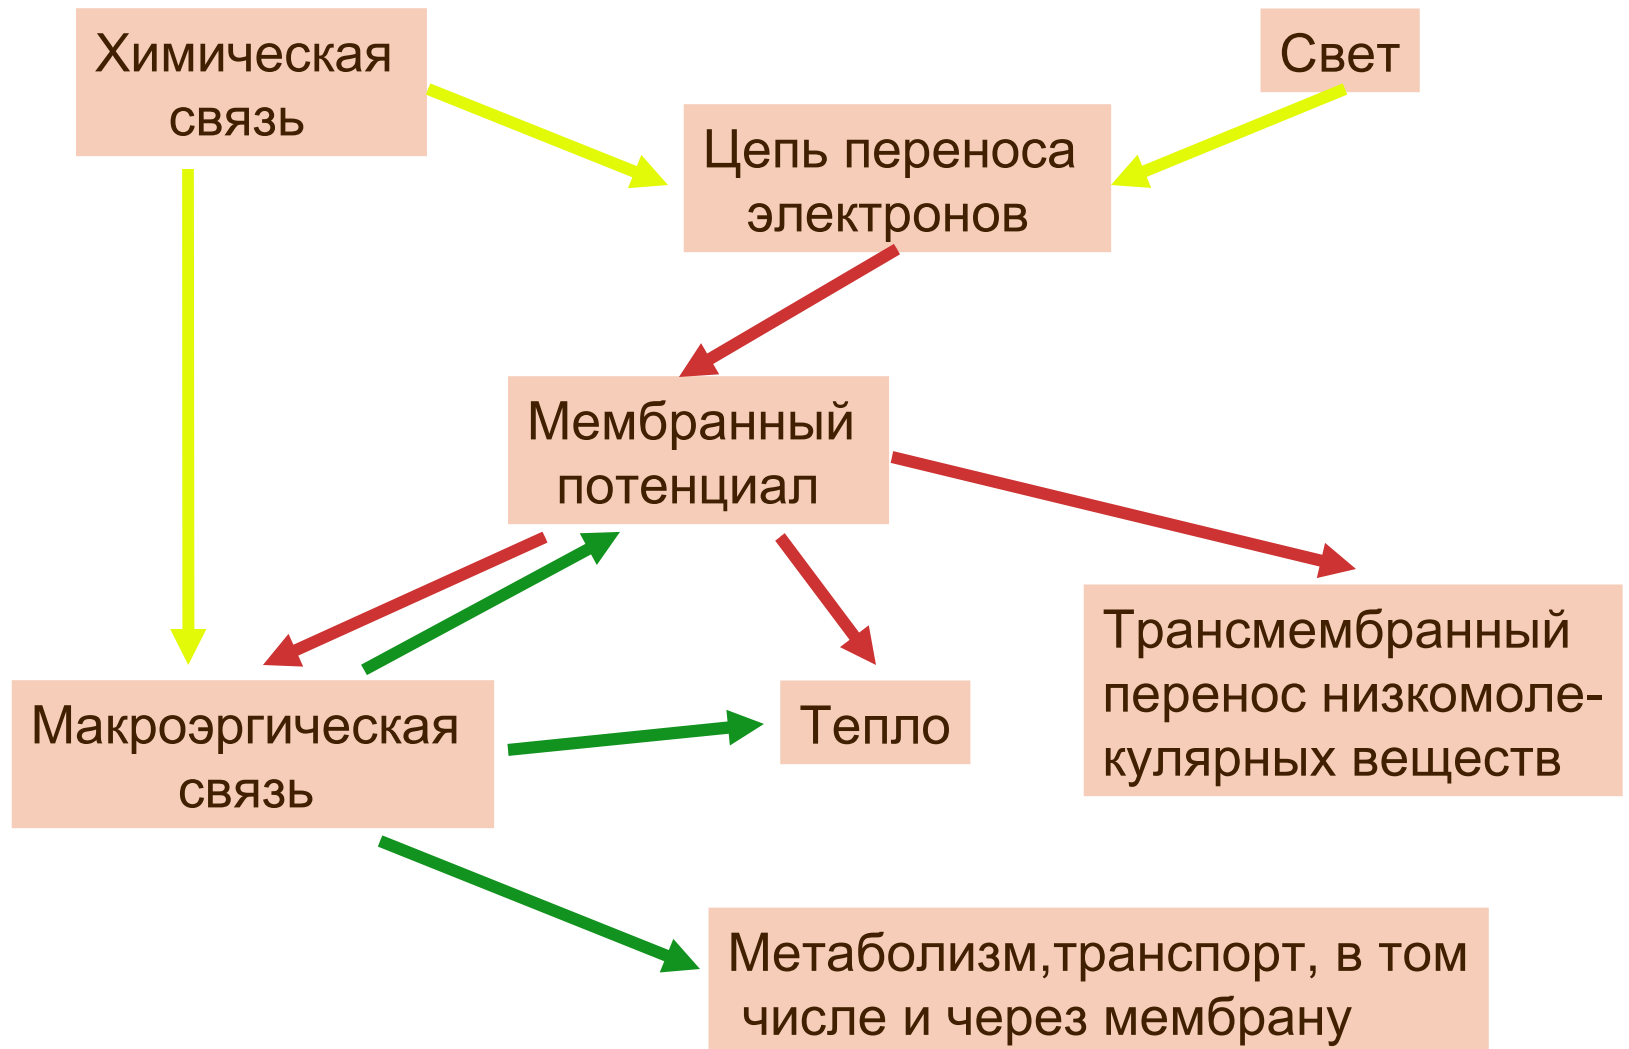 Химическая
связь
Свет
Цепь переноса
электронов
Мембранный
потенциал
Трансмембранный
перенос низкомоле-
кулярных веществ
Макроэргическая
связь
Тепло
Метаболизм,транспорт, в том
числе и через мембрану